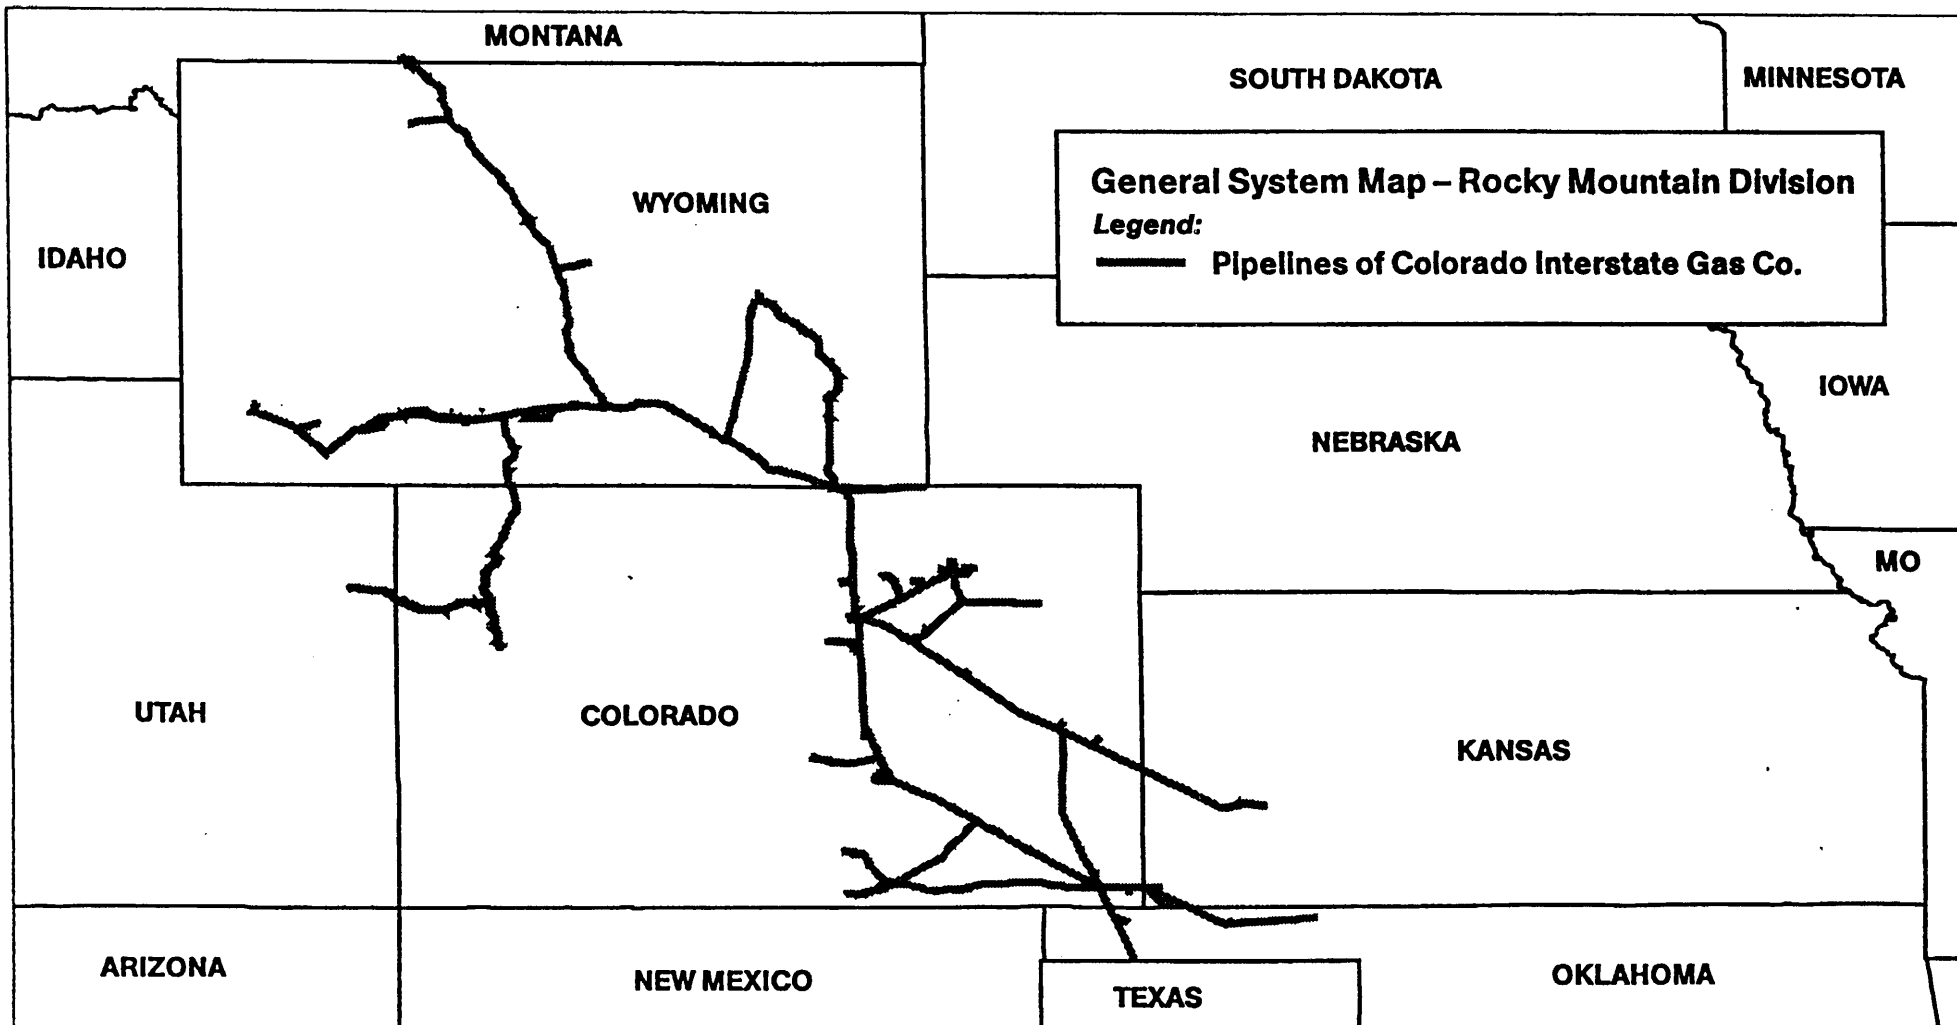 MONTANA
SOUTH DAKOTA
MINNESOTA
General System Map – Rocky Mountain Division
Legend:
Pipelines of Colorado Interstate Gas Co.
WYOMING
IDAHO
IOWA
NEBRASKA
MO
UTAH
COLORADO
KANSAS
ARIZONA
NEW MEXICO
TEXAS
OKLAHOMA